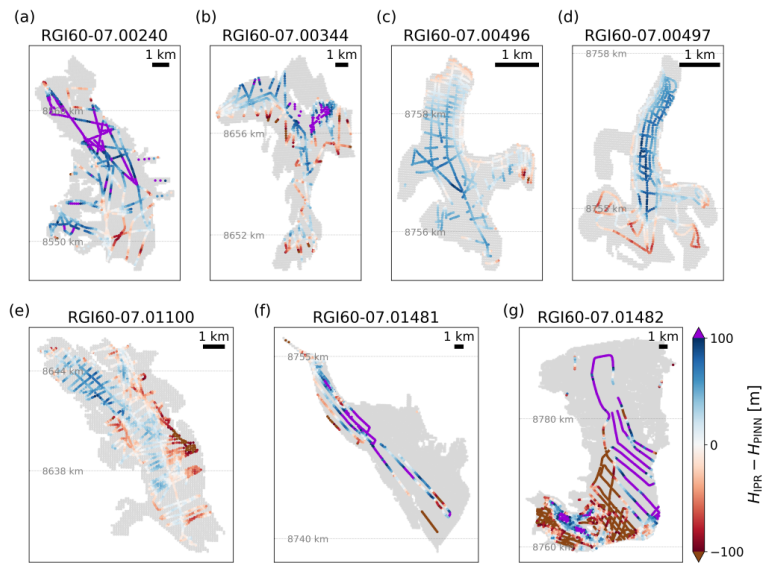 (a)
RGI60-07.00240
1 km
8550 km
(b)
RGI60-07.00344
1 km
8656 km
8652 km
(c)
RGI60-07.00496
1 km
8758 km
8756 km
(d)
RGI60-07.00497
1 km
8758 km
8755 km
(e)
RGI60-07.01100
1 km
8644 km
8638 km
(f)
RGI60-07.01481
1 km
8755 km
8740 km
(g)
RGI60-07.01482
1 km
8780 km
8760 km
100
0
−100
H_IPR − H_PINN [m]